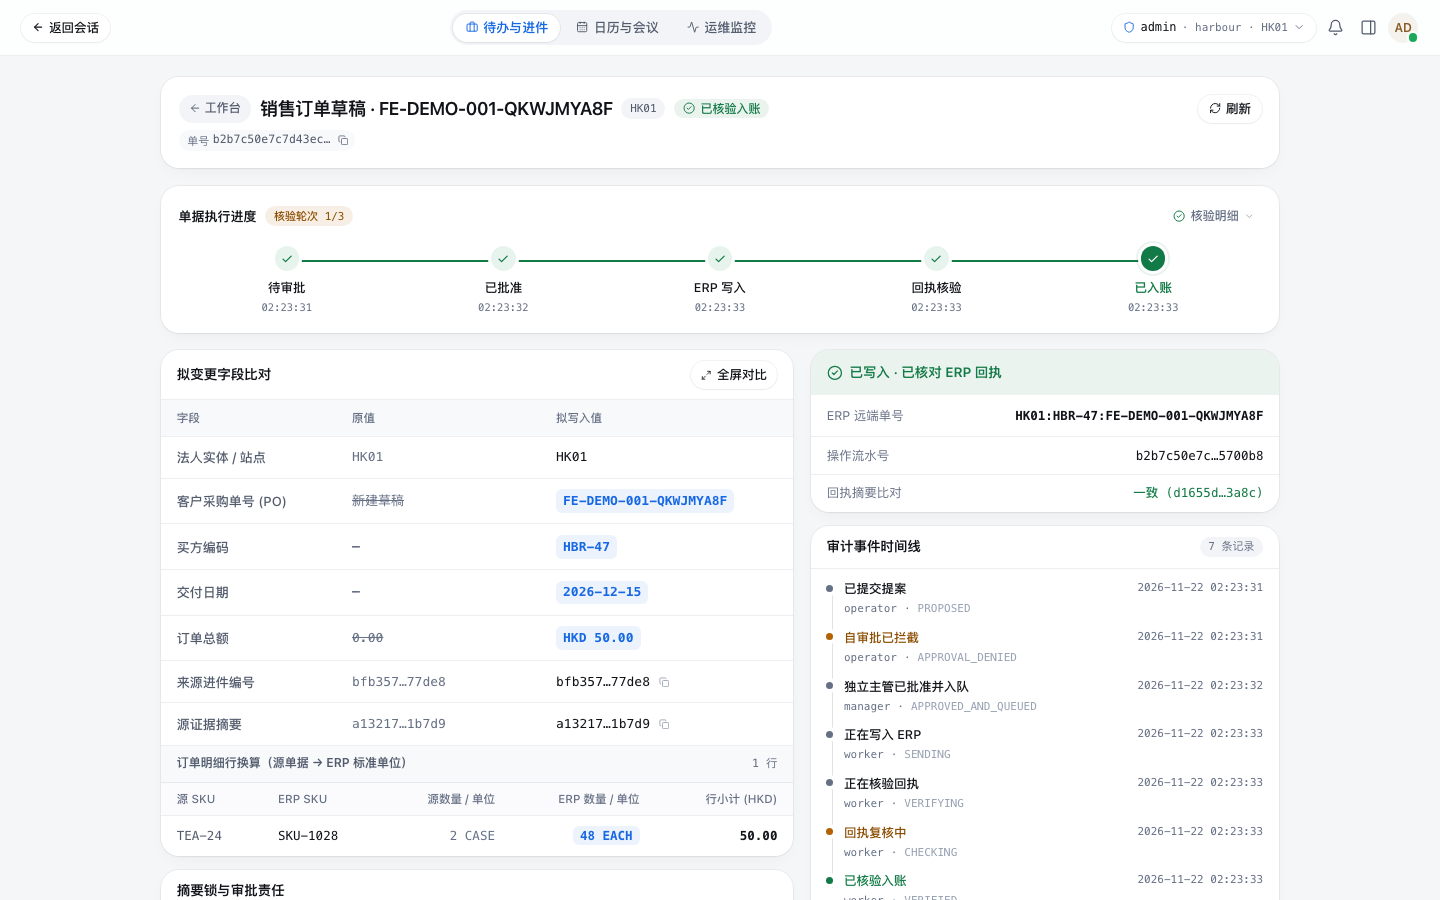 返回会话
待办与进件
日历与会议
运维监控
admin · harbour · HK01
AD
工作台
销售订单草稿 · FE-DEMO-001-QKWJMYA8F
HK01
已核验入账
刷新
单号 b2b7c50e7c7d43ec…
单据执行进度
核验轮次 1/3
核验明细
待审批
已批准
ERP 写入
回执核验
已入账
02:23:31
02:23:32
02:23:33
02:23:33
02:23:33
拟变更字段比对
全屏对比
字段 原值 拟写入值
法人实体 / 站点 HK01 HK01
客户采购单号 (PO) 新建草稿 FE-DEMO-001-QKWJMYA8F
买方编码 — HBR-47
交付日期 — 2026-12-15
订单总额 0.00 HKD 50.00
来源进件编号 bfb357…77de8 bfb357…77de8
源证据摘要 a13217…1b7d9 a13217…1b7d9
订单明细行换算（源单据 → ERP 标准单位） 1 行
源 SKU ERP SKU 源数量 / 单位 ERP 数量 / 单位 行小计 (HKD)
TEA-24 SKU-1028 2 CASE 48 EACH 50.00
摘要锁与审批责任
已写入 · 已核对 ERP 回执
ERP 远端单号 HK01:HBR-47:FE-DEMO-001-QKWJMYA8F
操作流水号 b2b7c50e7c…5700b8
回执摘要比对 一致 (d1655d…3a8c)
审计事件时间线 7 条记录
已提交提案 2026-11-22 02:23:31
operator · PROPOSED
自审批已拦截 2026-11-22 02:23:31
operator · APPROVAL_DENIED
独立主管已批准并入队 2026-11-22 02:23:32
manager · APPROVED_AND_QUEUED
正在写入 ERP 2026-11-22 02:23:33
worker · SENDING
正在核验回执 2026-11-22 02:23:33
worker · VERIFYING
回执复核中 2026-11-22 02:23:33
worker · CHECKING
已核验入账 2026-11-22 02:23:33
worker · VERIFIED